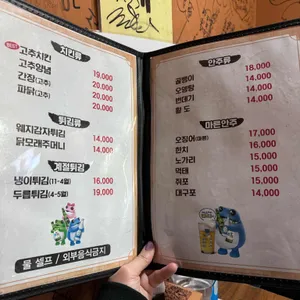 치킨류
BEST 고추치킨 19,000
고추양념 20,000
간장(고추) 20,000
파닭(고추) 20,000
튀김류
웨지감자튀김 14,000
닭모래주머니 14,000
계절튀김
냉이튀김(11-4월) 16,000
두릅튀김(4-5월) 19,000
물 셀프 / 외부음식금지
안주류
골뱅이 18,000
오뎅탕 14,000
번데기 14,000
황도 14,000
마른안주
오징어 17,000
한치 16,000
노가리 14,000
먹태 15,000
쥐포 15,000
대구포 14,000